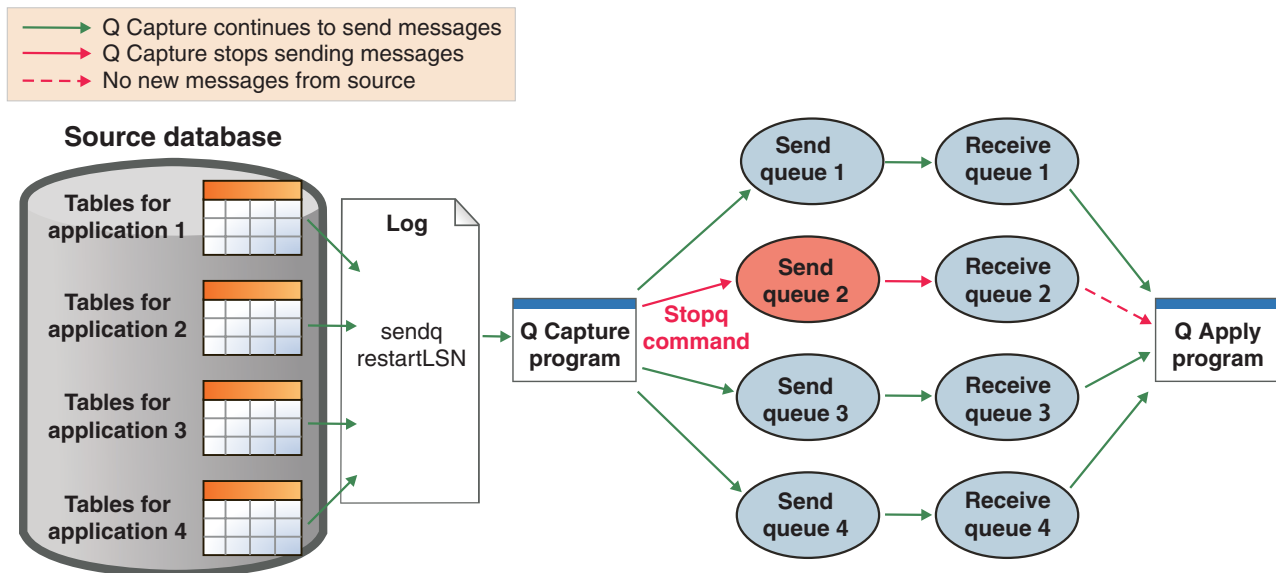 Q Capture continues to send messages
Q Capture stops sending messages
No new messages from source
Source database
Tables for
application 1
Tables for
application 2
Tables for
application 3
Tables for
application 4
Log
sendq
restartLSN
Q Capture
program
Stopq
command
Send
queue 1
Receive
queue 1
Send
queue 2
Receive
queue 2
Send
queue 3
Receive
queue 3
Send
queue 4
Receive
queue 4
Q Apply
program